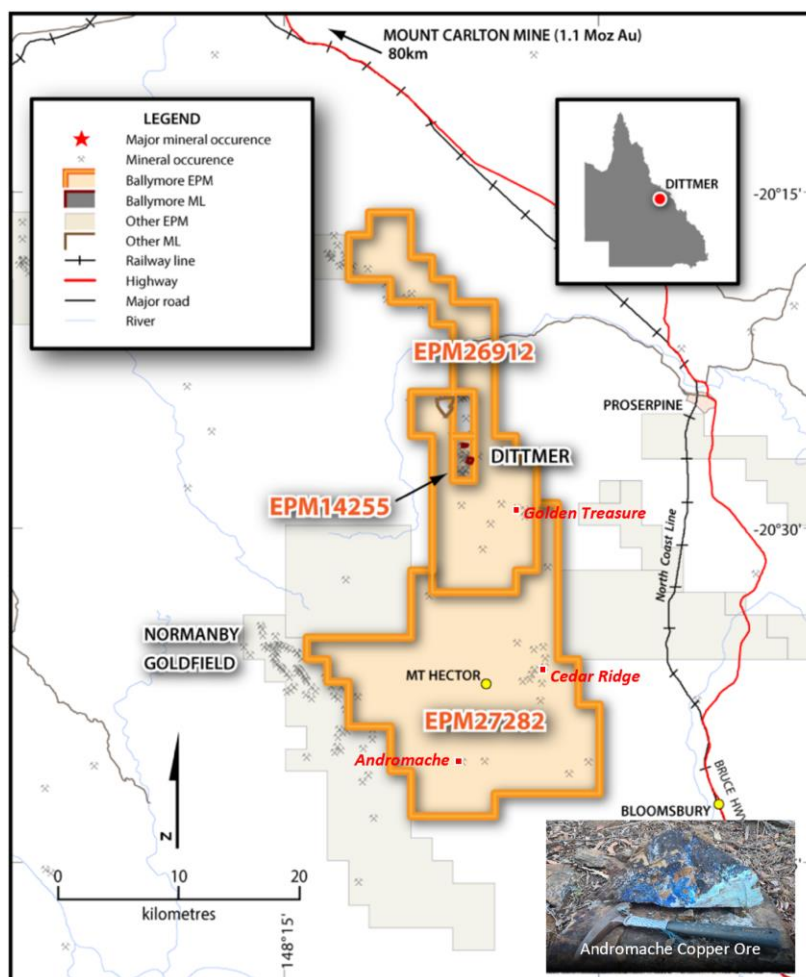 MOUNT CARLTON MINE (1.1 Moz Au)
80km
LEGEND
Major mineral occurence
Mineral occurence
Ballymore EPM
Ballymore ML
Other EPM
Other ML
Railway line
Highway
Major road
River
DITTMER
-20°15'
EPM26912
PROSERPINE
DITTMER
EPM14255
Golden Treasure
-20°30'
North Coast Line
NORMANBY
GOLDFIELD
MT HECTOR
Cedar Ridge
EPM27282
Andromache
BRUCE HWY
BLOOMSBURY
N
0 10 20
kilometres
148°15'
Andromache Copper Ore